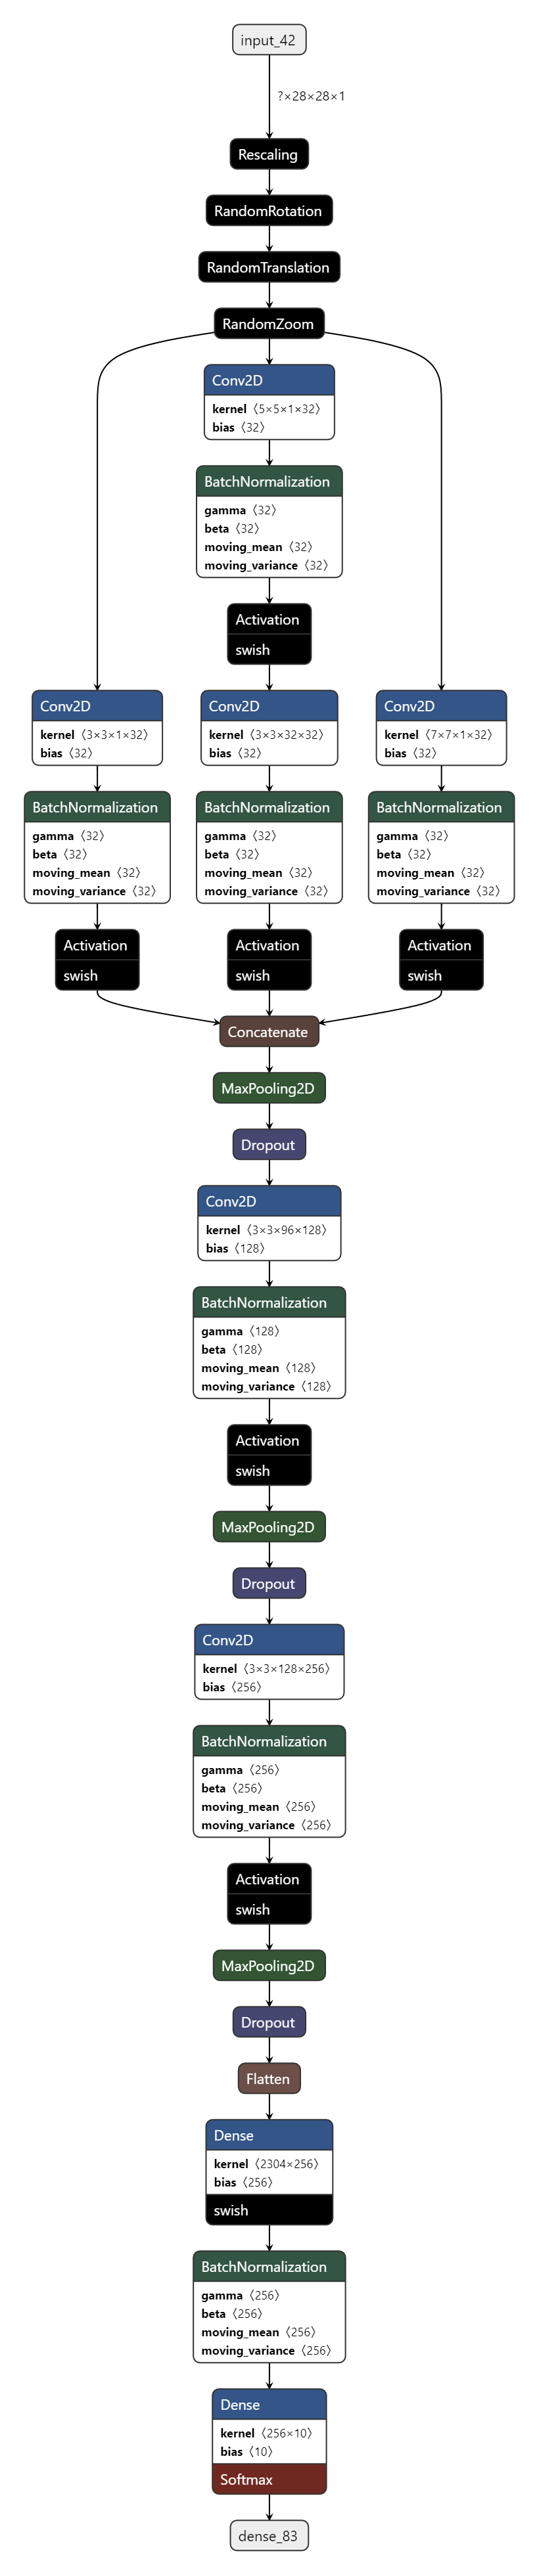 input_42
?×28×28×1
Rescaling
RandomRotation
RandomTranslation
RandomZoom
Conv2D
kernel〈5×5×1×32〉
bias〈32〉
BatchNormalization
gamma〈32〉
beta〈32〉
moving_mean〈32〉
moving_variance〈32〉
Activation
swish
Conv2D
kernel〈3×3×1×32〉
bias〈32〉
BatchNormalization
gamma〈32〉
beta〈32〉
moving_mean〈32〉
moving_variance〈32〉
Activation
swish
Conv2D
kernel〈3×3×32×32〉
bias〈32〉
BatchNormalization
gamma〈32〉
beta〈32〉
moving_mean〈32〉
moving_variance〈32〉
Activation
swish
Conv2D
kernel〈7×7×1×32〉
bias〈32〉
BatchNormalization
gamma〈32〉
beta〈32〉
moving_mean〈32〉
moving_variance〈32〉
Activation
swish
Concatenate
MaxPooling2D
Dropout
Conv2D
kernel〈3×3×96×128〉
bias〈128〉
BatchNormalization
gamma〈128〉
beta〈128〉
moving_mean〈128〉
moving_variance〈128〉
Activation
swish
MaxPooling2D
Dropout
Conv2D
kernel〈3×3×128×256〉
bias〈256〉
BatchNormalization
gamma〈256〉
beta〈256〉
moving_mean〈256〉
moving_variance〈256〉
Activation
swish
MaxPooling2D
Dropout
Flatten
Dense
kernel〈2304×256〉
bias〈256〉
swish
BatchNormalization
gamma〈256〉
beta〈256〉
moving_mean〈256〉
moving_variance〈256〉
Dense
kernel〈256×10〉
bias〈10〉
Softmax
dense_83